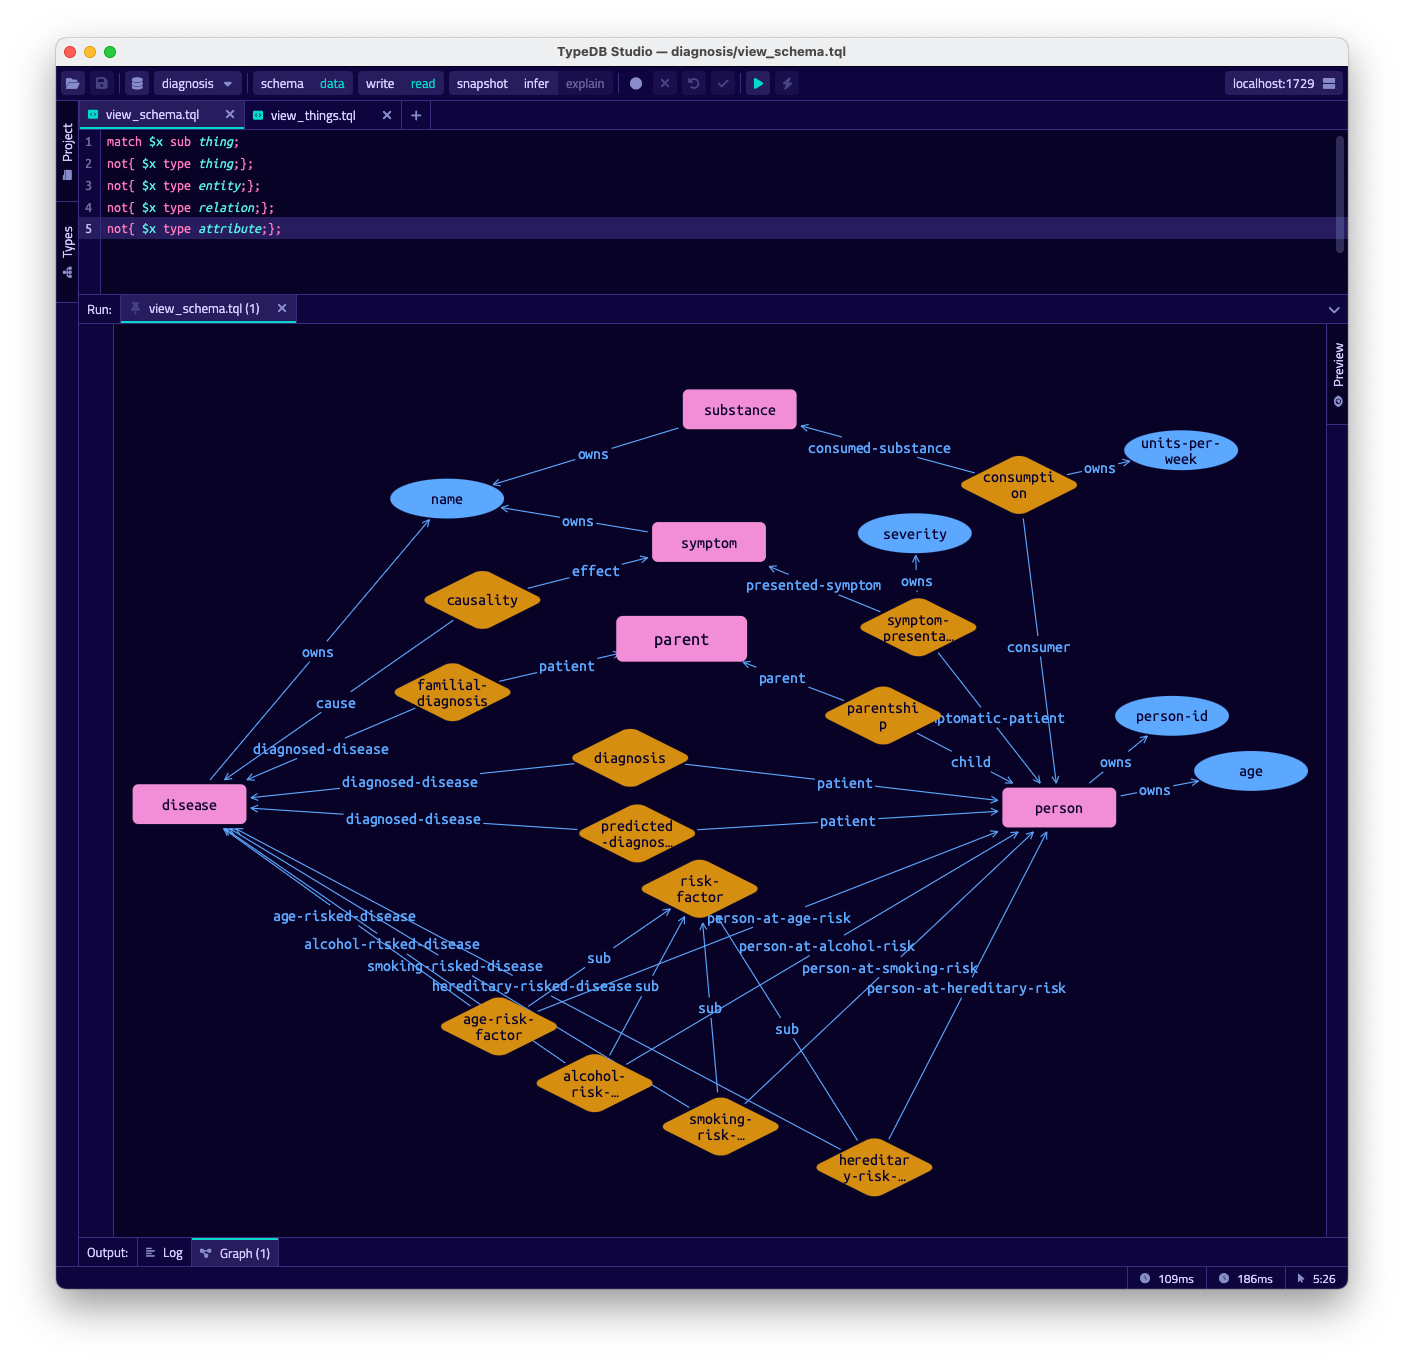 TypeDB Studio — diagnosis/view_schema.tql
diagnosis
schema data
write read
snapshot infer explain
localhost:1729
Project
Types
view_schema.tql
view_things.tql
1 match $x sub thing;
2 not{ $x type thing;};
3 not{ $x type entity;};
4 not{ $x type relation;};
5 not{ $x type attribute;};
Run:
view_schema.tql (1)
Preview
substance
consumed-substance
units-per-
week
owns
owns
consumpti
on
name
owns
severity
symptom
effect
presented-symptom
owns
causality
symptom-
presenta…
parent
owns
consumer
patient
parent
familial-
diagnosis
cause
parentshi
p
person-id
ptomatic-patient
diagnosed-disease
diagnosis
child
owns
age
diagnosed-disease
patient
owns
disease
person
diagnosed-disease
predicted
-diagnos…
patient
risk-
factor
age-risked-disease
person-at-age-risk
alcohol-risked-disease
person-at-alcohol-risk
sub
smoking-risked-disease
person-at-smoking-risk
hereditary-risked-disease
sub
person-at-hereditary-risk
sub
age-risk-
factor
sub
alcohol-
risk-…
smoking-
risk-…
hereditar
y-risk-…
Output:
Log
Graph (1)
109ms
186ms
5:26